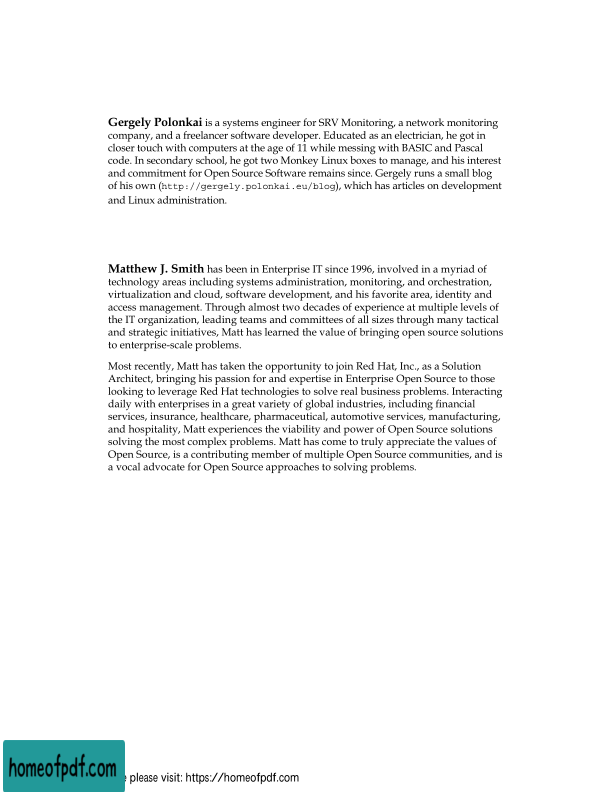 Gergely Polonkai is a systems engineer for SRV Monitoring, a network monitoring
company, and a freelancer software developer. Educated as an electrician, he got in
closer touch with computers at the age of 11 while messing with BASIC and Pascal
code. In secondary school, he got two Monkey Linux boxes to manage, and his interest
and commitment for Open Source Software remains since. Gergely runs a small blog
of his own (http://gergely.polonkai.eu/blog), which has articles on development
and Linux administration.
Matthew J. Smith has been in Enterprise IT since 1996, involved in a myriad of
technology areas including systems administration, monitoring, and orchestration,
virtualization and cloud, software development, and his favorite area, identity and
access management. Through almost two decades of experience at multiple levels of
the IT organization, leading teams and committees of all sizes through many tactical
and strategic initiatives, Matt has learned the value of bringing open source solutions
to enterprise-scale problems.
Most recently, Matt has taken the opportunity to join Red Hat, Inc., as a Solution
Architect, bringing his passion for and expertise in Enterprise Open Source to those
looking to leverage Red Hat technologies to solve real business problems. Interacting
daily with enterprises in a great variety of global industries, including financial
services, insurance, healthcare, pharmaceutical, automotive services, manufacturing,
and hospitality, Matt experiences the viability and power of Open Source solutions
solving the most complex problems. Matt has come to truly appreciate the values of
Open Source, is a contributing member of multiple Open Source communities, and is
a vocal advocate for Open Source approaches to solving problems.
homeofpdf.com
please visit: https://homeofpdf.com